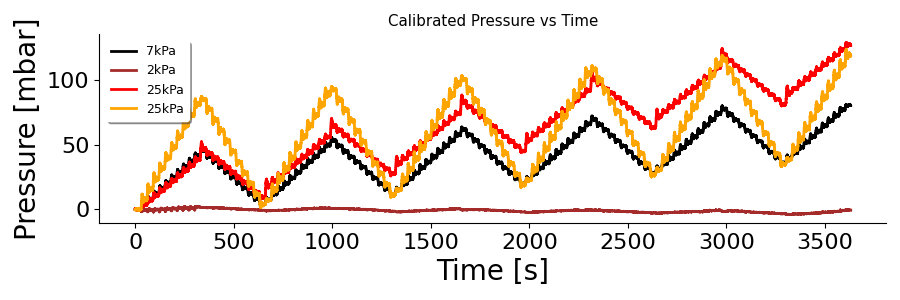 Calibrated Pressure vs Time
Pressure [mbar]
100
50
0
7kPa
2kPa
25kPa
25kPa
0 500 1000 1500 2000 2500 3000 3500
Time [s]